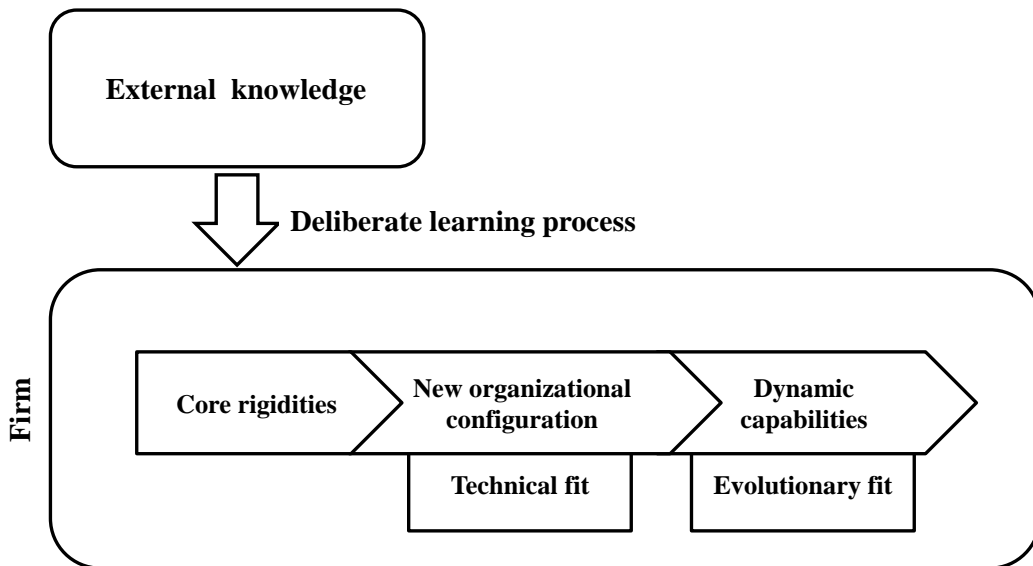 External knowledge
Deliberate learning process
Firm
Core rigidities
New organizational
configuration
Dynamic
capabilities
Technical fit
Evolutionary fit